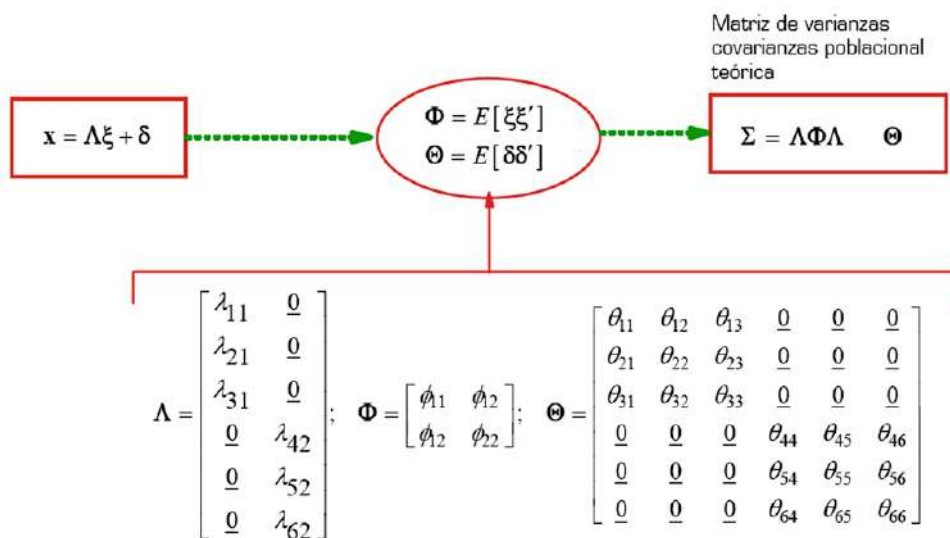 Matriz de varianzas
covarianzas poblacional
teórica
x = Λξ + δ
Φ = E[ξξ′]
Θ = E[δδ′]
Σ = ΛΦΛ Θ
Λ = [λ11 0
λ21 0
λ31 0
0 λ42
0 λ52
0 λ62];
Φ = [ϕ11 ϕ12
ϕ12 ϕ22];
Θ = [θ11 θ12 θ13 0 0 0
θ21 θ22 θ23 0 0 0
θ31 θ32 θ33 0 0 0
0 0 0 θ44 θ45 θ46
0 0 0 θ54 θ55 θ56
0 0 0 θ64 θ65 θ66]